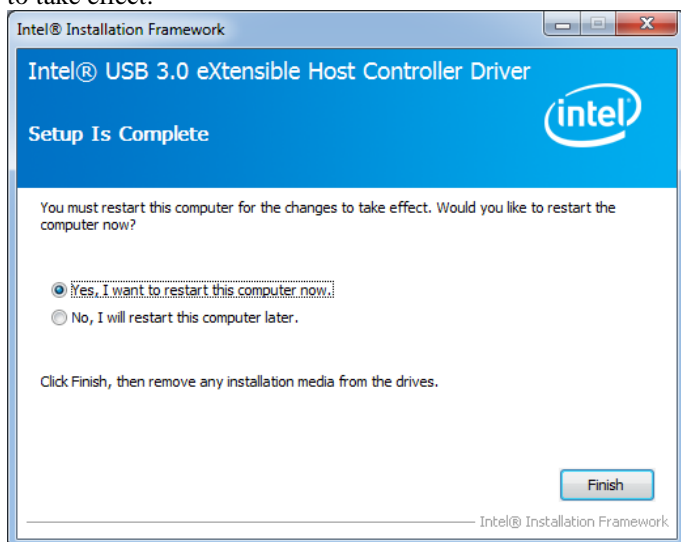 to take effect.
Intel® Installation Framework
Intel® USB 3.0 eXtensible Host Controller Driver
intel
Setup Is Complete
You must restart this computer for the changes to take effect. Would you like to restart the
computer now?
Yes, I want to restart this computer now.
No, I will restart this computer later.
Click Finish, then remove any installation media from the drives.
Finish
Intel® Installation Framework